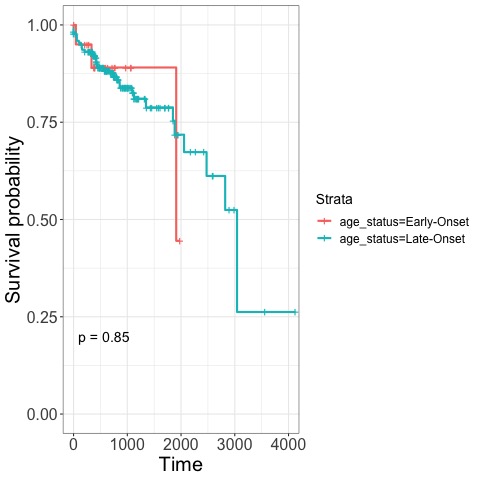 Survival probability
1.00
0.75
0.50
0.25
0.00
p = 0.85
0 1000 2000 3000 4000
Time
Strata
age_status=Early-Onset
age_status=Late-Onset